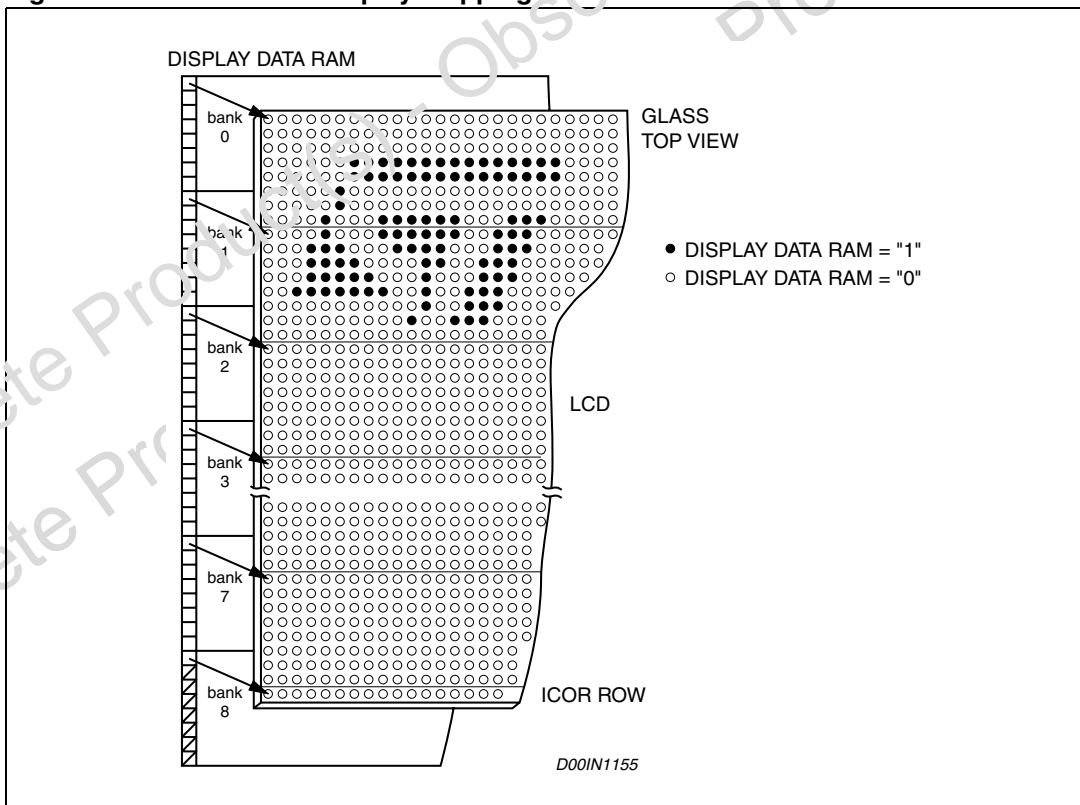 DISPLAY DATA RAM
GLASS
TOP VIEW
bank
0
bank
1
● DISPLAY DATA RAM = "1"
○ DISPLAY DATA RAM = "0"
bank
2
LCD
bank
3
bank
7
bank
8
ICOR ROW
D00IN1155